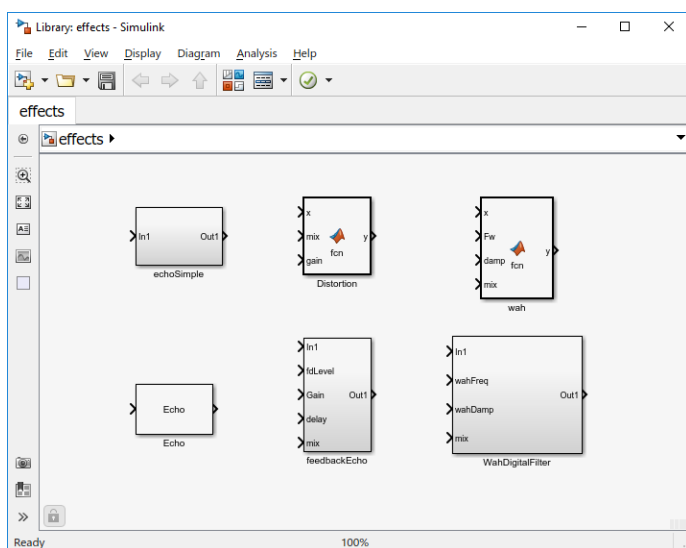 Library: effects - Simulink
File Edit View Display Diagram Analysis Help
effects
effects
In1 Out1
echoSimple
x
mix y
fcn
gain
Distortion
x
Fw
y
damp fcn
mix
wah
Echo
Echo
In1
fdLevel
Gain Out1
delay
mix
feedbackEcho
In1
wahFreq
Out1
wahDamp
mix
WahDigitalFilter
Ready 100%